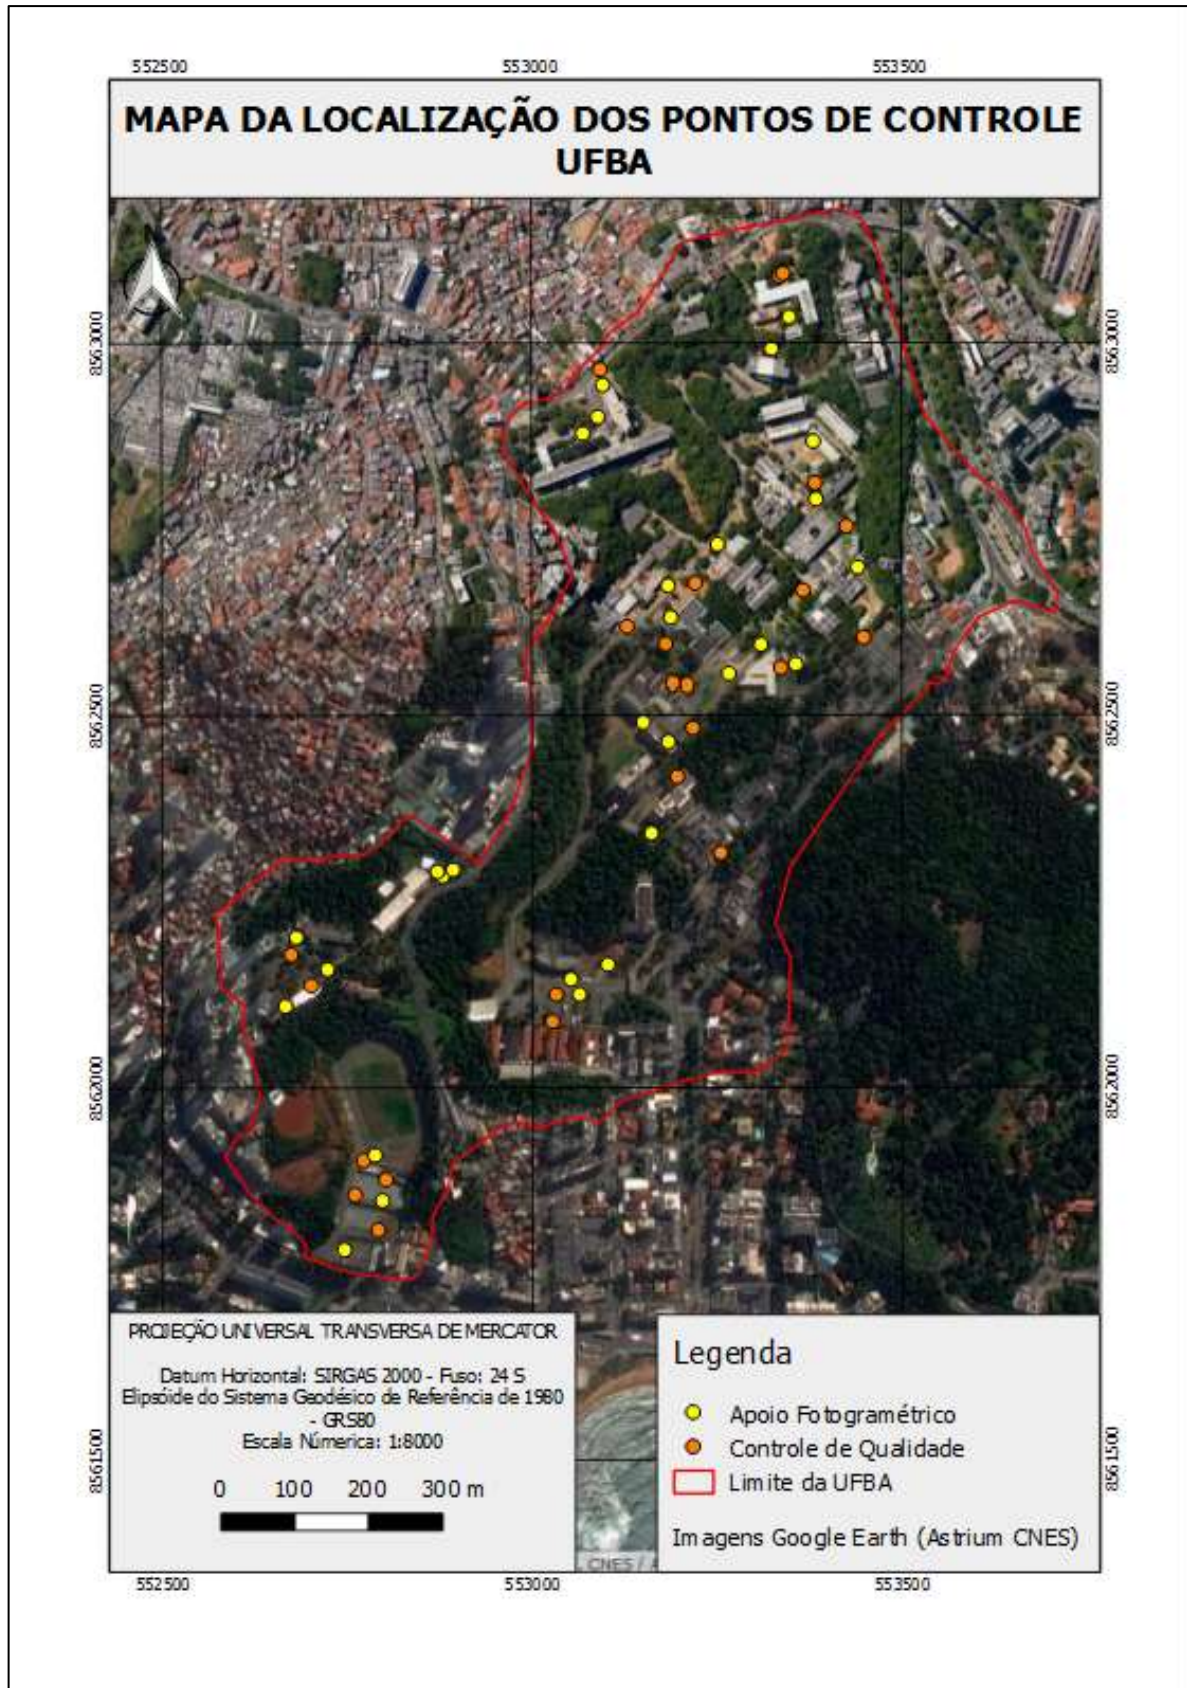 552500 553000 553500
MAPA DA LOCALIZAÇÃO DOS PONTOS DE CONTROLE
UFBA
8563000 8563000
8562500 8562500
8562000 8562000
PROJEÇÃO UNIVERSAL TRANSVERSA DE MERCATOR
Datum Horizontal: SIRGAS 2000 - Fuso: 24 S
Elipsóide do Sistema Geodésico de Referência de 1980
- GRS80
Escala Númerica: 1:8000
0 100 200 300 m
Legenda
Apoio Fotogramétrico
Controle de Qualidade
Limite da UFBA
Imagens Google Earth (Astrium CNES)
8561500 8561500
CNES /
552500 553000 553500